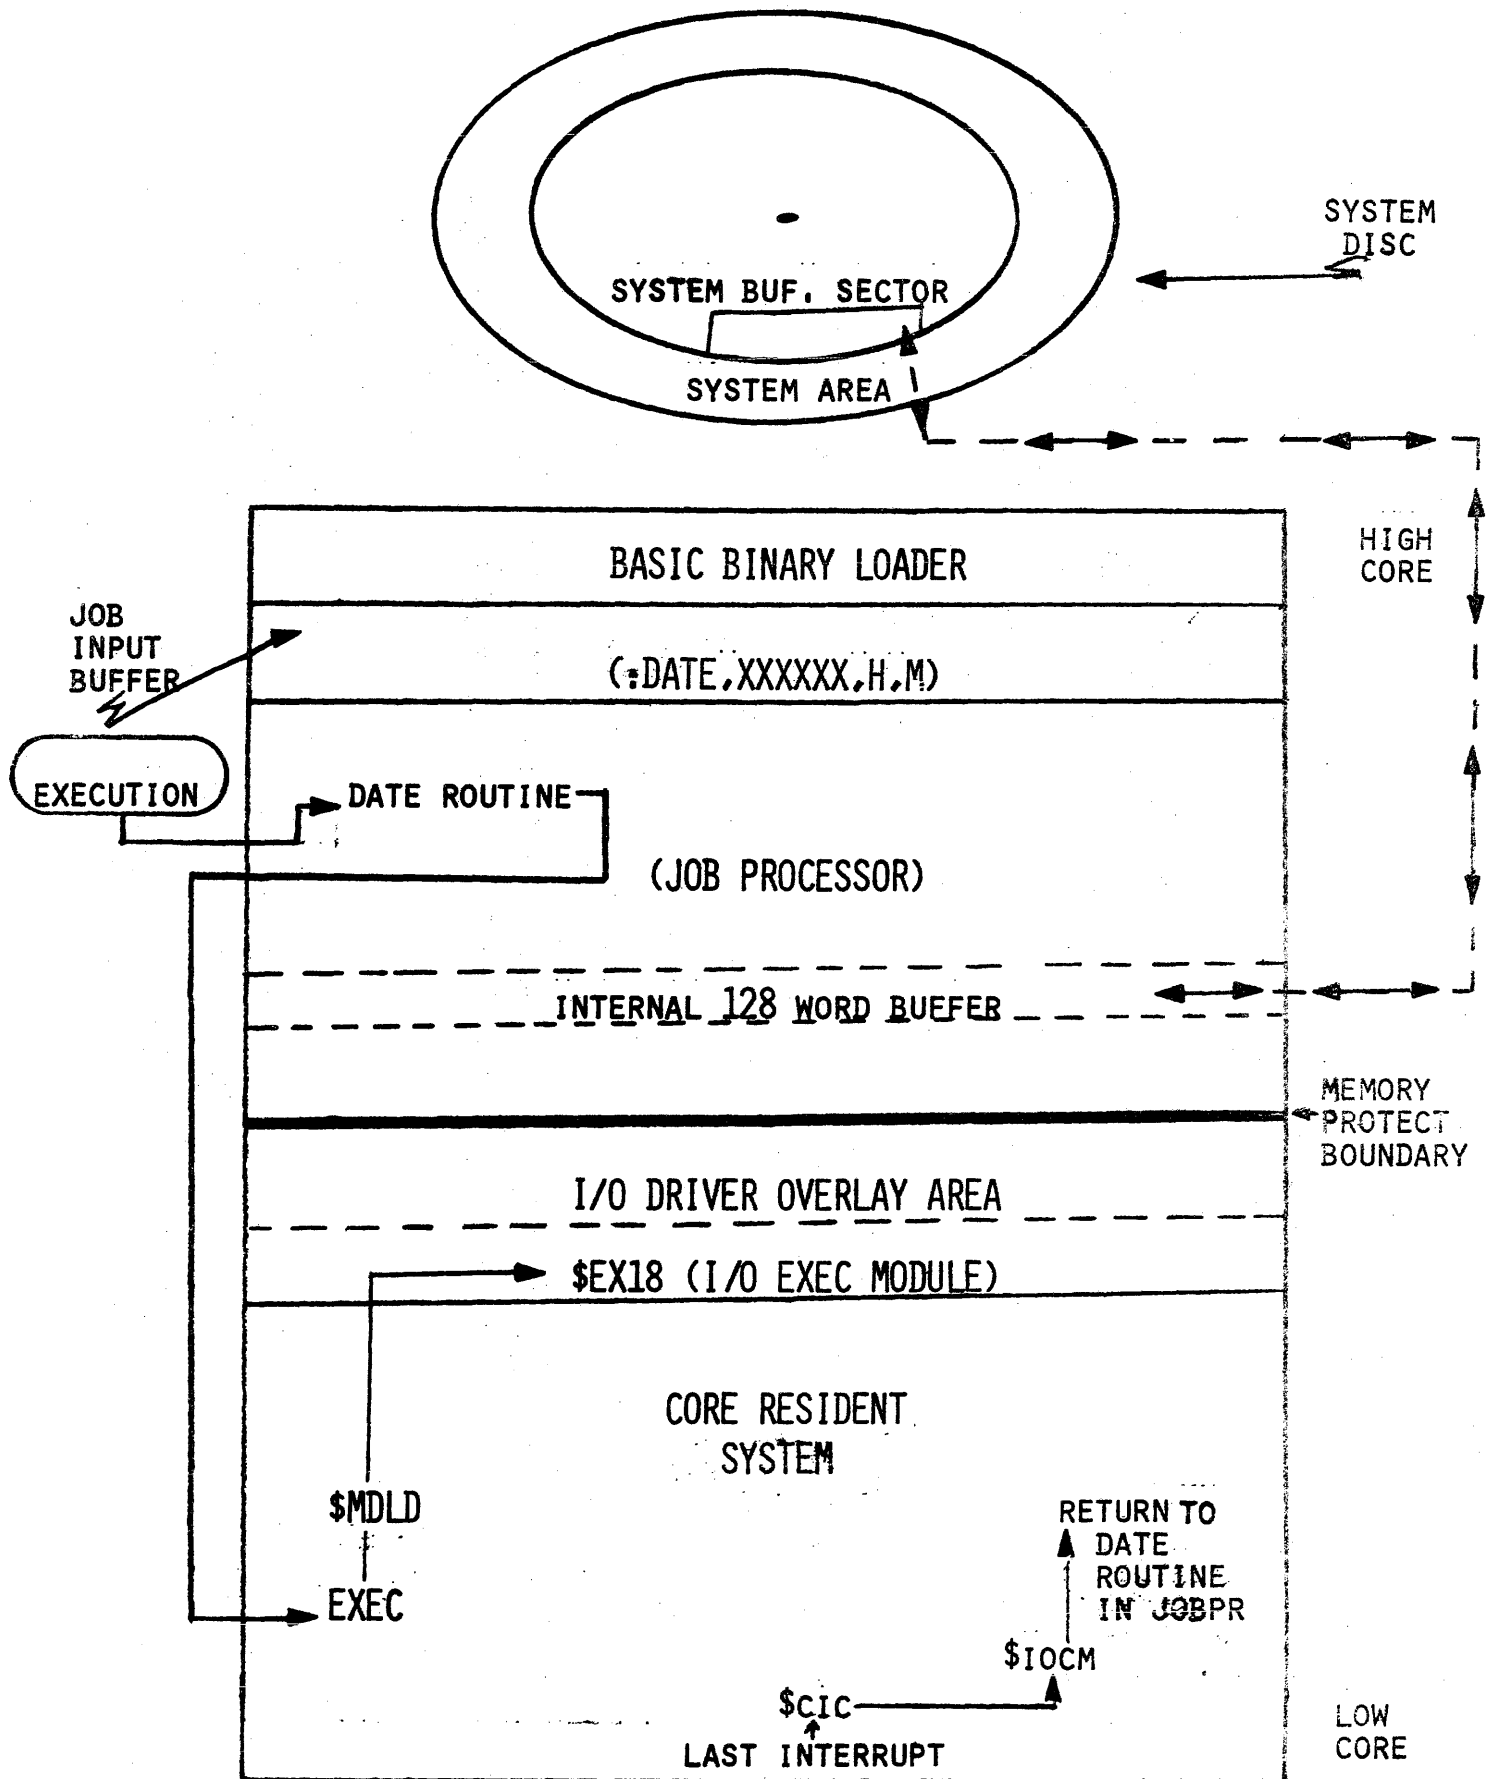 SYSTEM
DISC
SYSTEM BUF. SECTOR
SYSTEM AREA
HIGH
CORE
BASIC BINARY LOADER
JOB
INPUT
BUFFER
(:DATE,XXXXXX,H,M)
EXECUTION
DATE ROUTINE
(JOB PROCESSOR)
INTERNAL 128 WORD BUFFER
MEMORY
PROTECT
BOUNDARY
I/O DRIVER OVERLAY AREA
$EX18 (I/O EXEC MODULE)
CORE RESIDENT
SYSTEM
$MDLD
EXEC
RETURN TO
DATE
ROUTINE
IN JOBPR
$IOCM
$CIC
LAST INTERRUPT
LOW
CORE